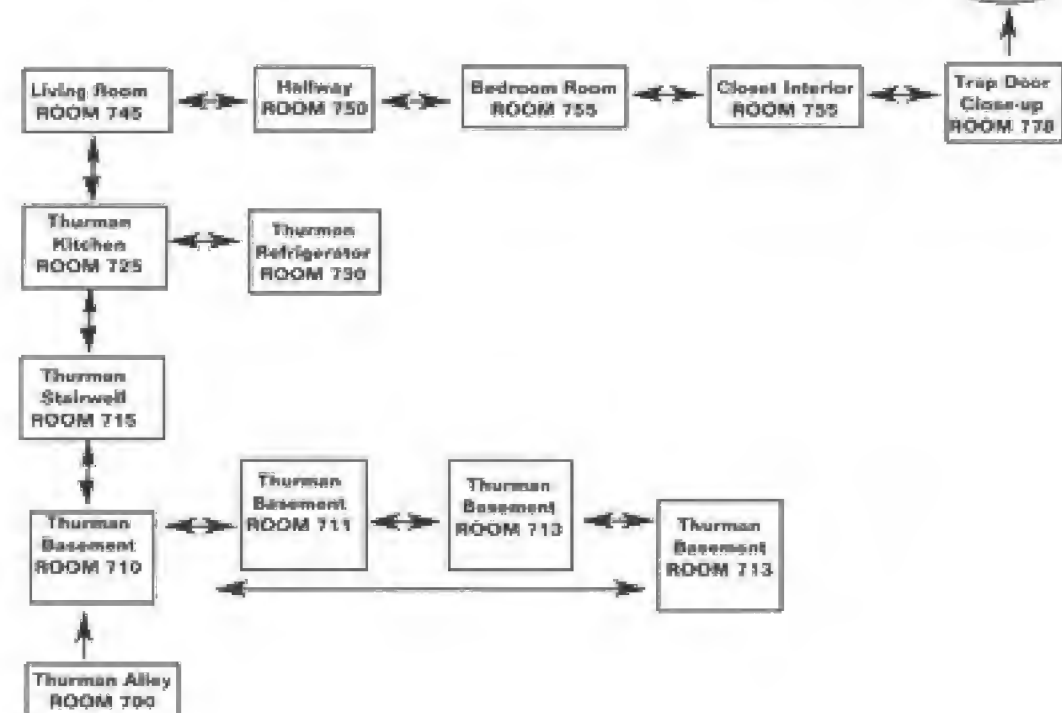 Living Room
ROOM 745
Hallway
ROOM 750
Bedroom Room
ROOM 755
Closet Interior
ROOM 755
Trap Door
Close-up
ROOM 770
Thurman
Kitchen
ROOM 725
Thurman
Refrigerator
ROOM 730
Thurman
Stairwell
ROOM 715
Thurman
Basement
ROOM 710
Thurman
Basement
ROOM 711
Thurman
Basement
ROOM 713
Thurman
Basement
ROOM 713
Thurman Alley
ROOM 700